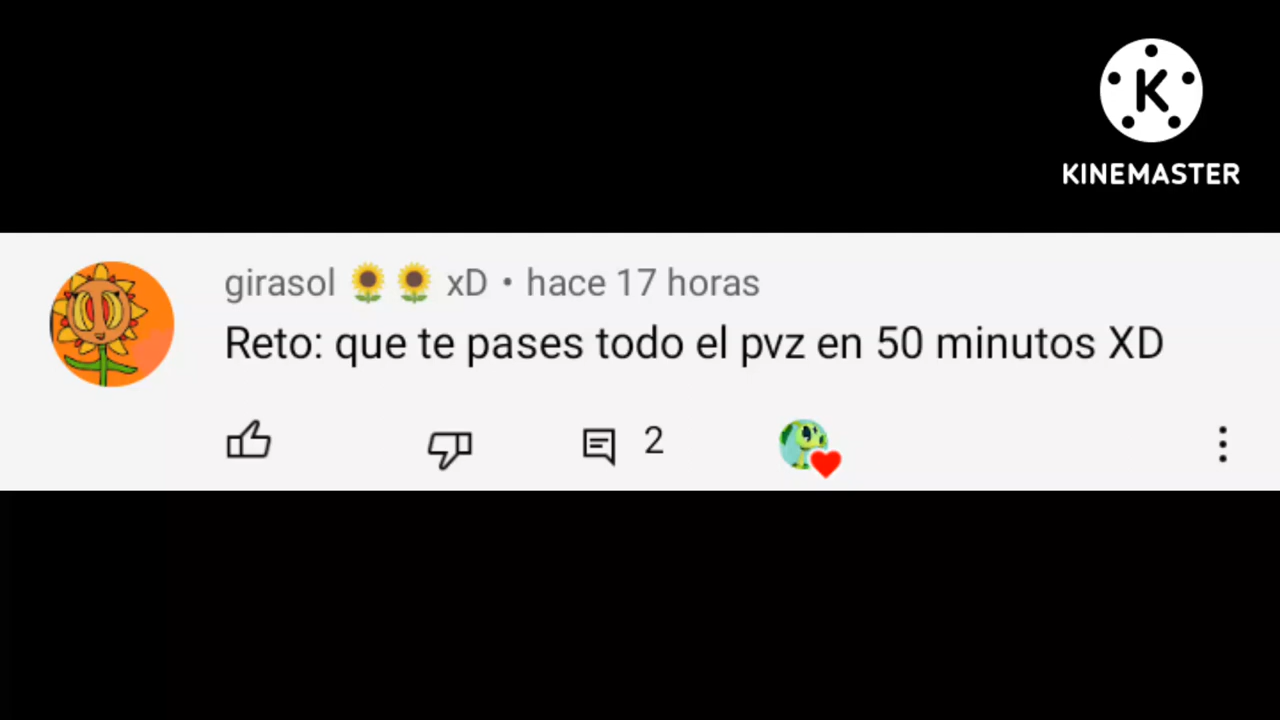 K
KINEMASTER
girasol 🌻🌻 xD • hace 17 horas
Reto: que te pases todo el pvz en 50 minutos XD
2